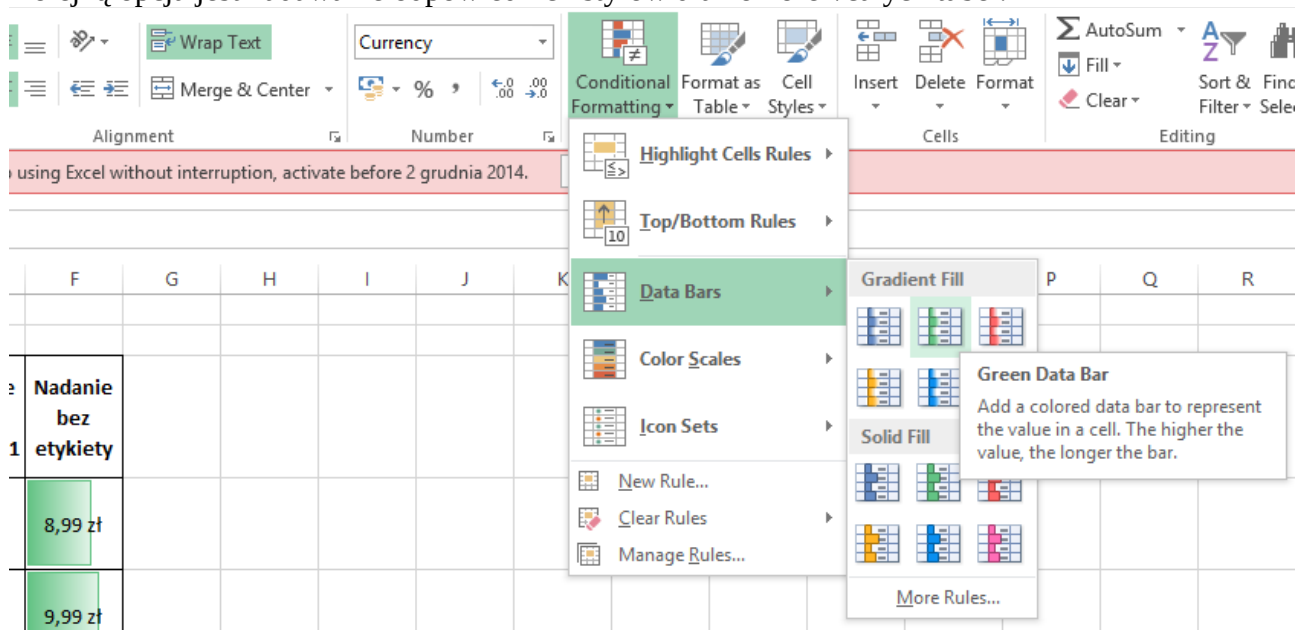 Wrap Text
Currency
Merge & Center
%
Conditional Formatting
Format as Table
Cell Styles
Insert
Delete
Format
AutoSum
Fill
Clear
Sort & Filter
Alignment
Number
Cells
Editing
using Excel without interruption, activate before 2 grudnia 2014.
Highlight Cells Rules
Top/Bottom Rules
Data Bars
Color Scales
Icon Sets
New Rule...
Clear Rules
Manage Rules...
Gradient Fill
Green Data Bar
Add a colored data bar to represent
the value in a cell. The higher the
value, the longer the bar.
Solid Fill
More Rules...
F G H I J K P Q R
Nadanie
bez
1 etykiety
8,99 zł
9,99 zł